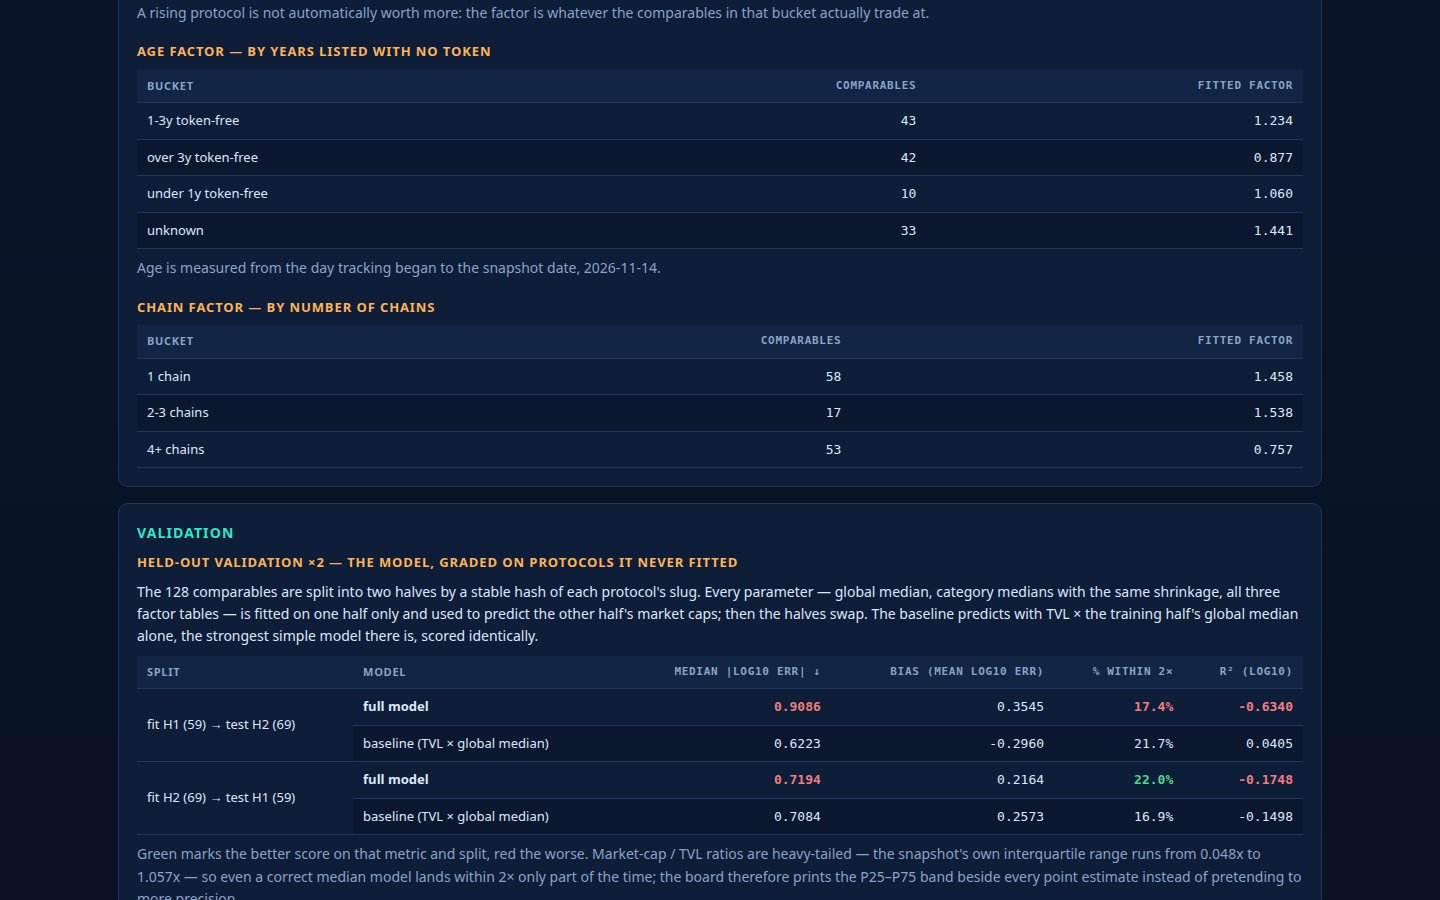 A rising protocol is not automatically worth more: the factor is whatever the comparables in that bucket actually trade at.
AGE FACTOR — BY YEARS LISTED WITH NO TOKEN
BUCKET COMPARABLES FITTED FACTOR
1-3y token-free 43 1.234
over 3y token-free 42 0.877
under 1y token-free 10 1.060
unknown 33 1.441
Age is measured from the day tracking began to the snapshot date, 2026-11-14.
CHAIN FACTOR — BY NUMBER OF CHAINS
BUCKET COMPARABLES FITTED FACTOR
1 chain 58 1.458
2-3 chains 17 1.538
4+ chains 53 0.757
VALIDATION
HELD-OUT VALIDATION ×2 — THE MODEL, GRADED ON PROTOCOLS IT NEVER FITTED
The 128 comparables are split into two halves by a stable hash of each protocol's slug. Every parameter — global median, category medians with the same shrinkage, all three
factor tables — is fitted on one half only and used to predict the other half's market caps; then the halves swap. The baseline predicts with TVL × the training half's global median
alone, the strongest simple model there is, scored identically.
SPLIT MODEL MEDIAN |LOG10 ERR| ↓ BIAS (MEAN LOG10 ERR) % WITHIN 2× R² (LOG10)
fit H1 (59) → test H2 (69) full model 0.9086 0.3545 17.4% -0.6340
baseline (TVL × global median) 0.6223 -0.2960 21.7% 0.0405
fit H2 (69) → test H1 (59) full model 0.7194 0.2164 22.0% -0.1748
baseline (TVL × global median) 0.7084 0.2573 16.9% -0.1498
Green marks the better score on that metric and split, red the worse. Market-cap / TVL ratios are heavy-tailed — the snapshot's own interquartile range runs from 0.048x to
1.057x — so even a correct median model lands within 2× only part of the time; the board therefore prints the P25–P75 band beside every point estimate instead of pretending to
more precision.